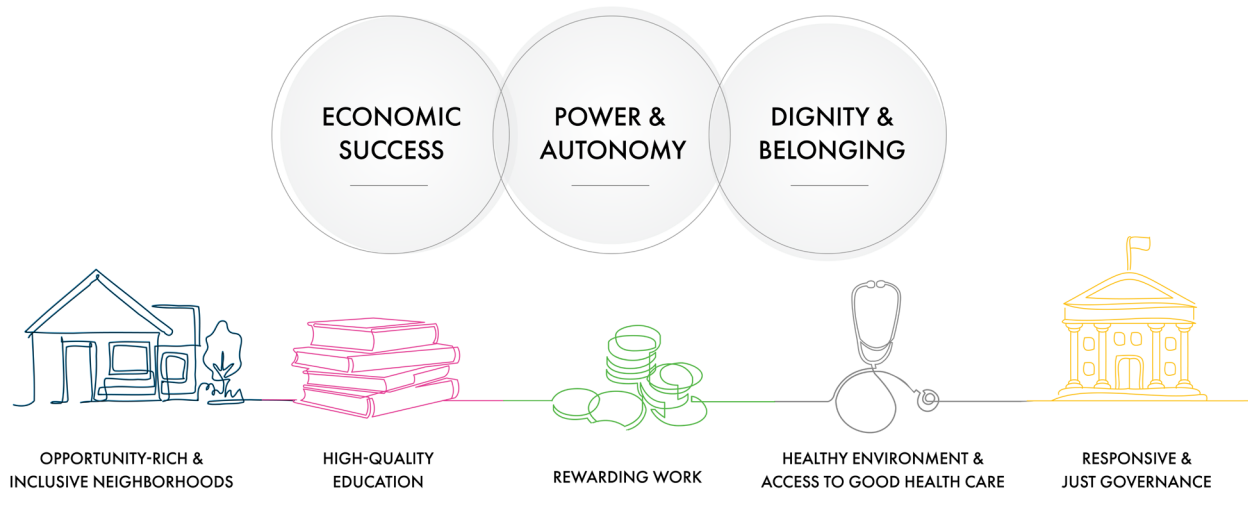 ECONOMIC
SUCCESS
POWER &
AUTONOMY
DIGNITY &
BELONGING
OPPORTUNITY-RICH &
INCLUSIVE NEIGHBORHOODS
HIGH-QUALITY
EDUCATION
REWARDING WORK
HEALTHY ENVIRONMENT &
ACCESS TO GOOD HEALTH CARE
RESPONSIVE &
JUST GOVERNANCE